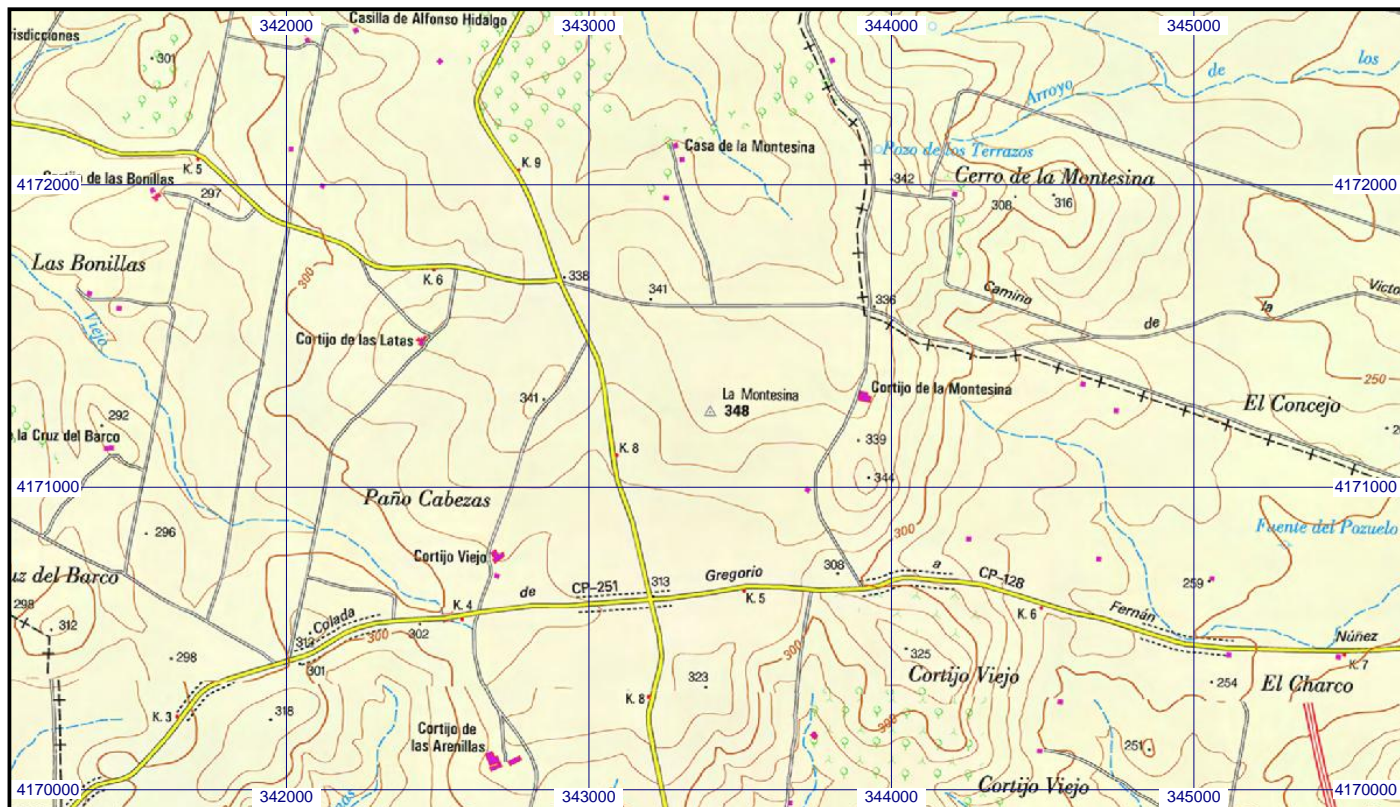 342000
343000
344000
345000
Casilla de Alfonso Hidalgo
risdicciones
301
Arroyo
de
los
K. 5
K. 9
Casa de la Montesina
Pozo de los Terrazos
4172000
Cortijo de las Bonillas
297
342
Cerro de la Montesina
308
316
4172000
Las Bonillas
300
K. 6
338
341
336
Camino
de
la
Victo
Viejo
Cortijo de las Latas
341
La Montesina
348
Cortijo de la Montesina
250
El Concejo
292
la Cruz del Barco
K. 8
339
344
4171000
Paño Cabezas
4171000
296
300
Fuente del Pozuelo
Cortijo Viejo
uz del Barco
CP-251
313
Gregorio
308
a
CP-128
259
298
312
Colada
K. 4
de
K. 5
K. 6
Fernán
Núñez
K. 7
298
312
301
300
302
300
325
323
Cortijo Viejo
254
El Charco
K. 3
318
K. 8
300
Cortijo de
las Arenillas
251
Cortijo Viejo
4170000
342000
343000
344000
345000
4170000